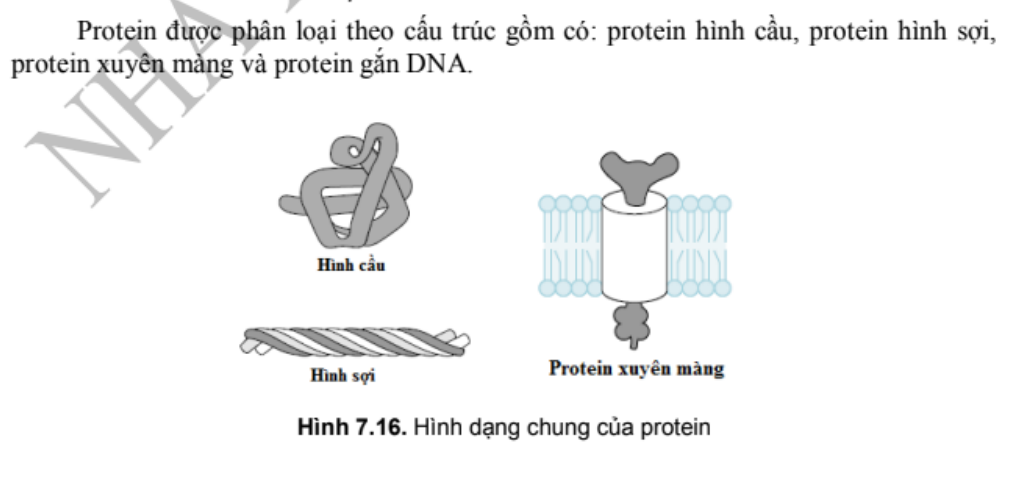 Protein được phân loại theo cấu trúc gồm có: protein hình cầu, protein hình sợi,
protein xuyên màng và protein gắn DNA.
NHÀ
Hình cầu
Hình sợi
Protein xuyên màng
Hình 7.16. Hình dạng chung của protein